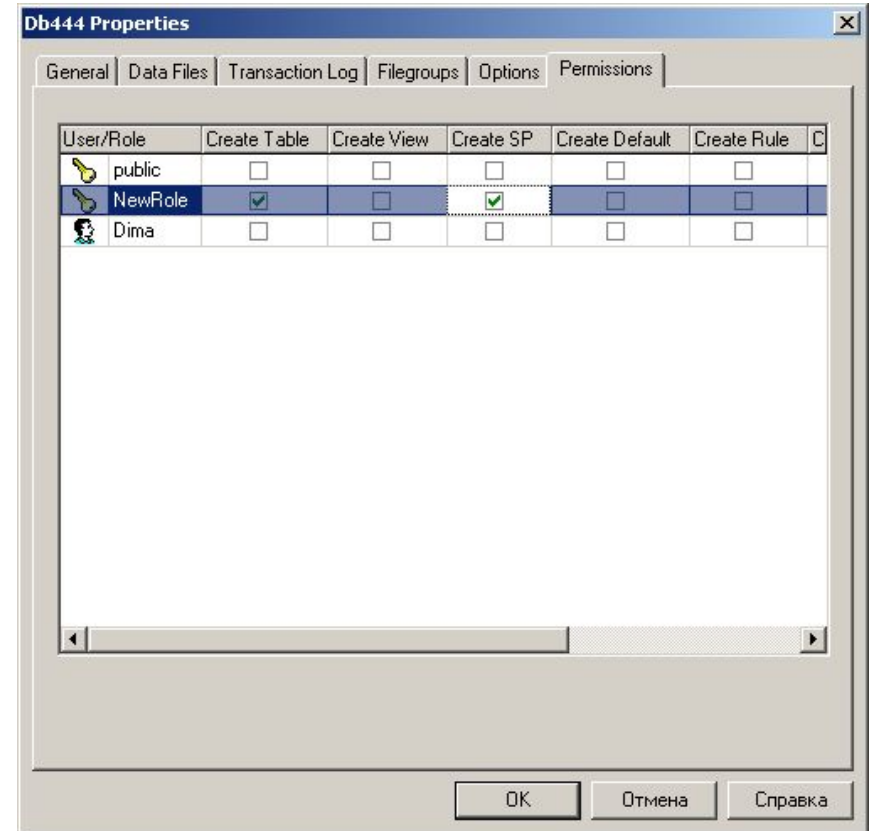 Db444 Properties
General Data Files Transaction Log Filegroups Options Permissions
User/Role Create Table Create View Create SP Create Default Create Rule C
public
NewRole
Dima
OK Отмена Справка